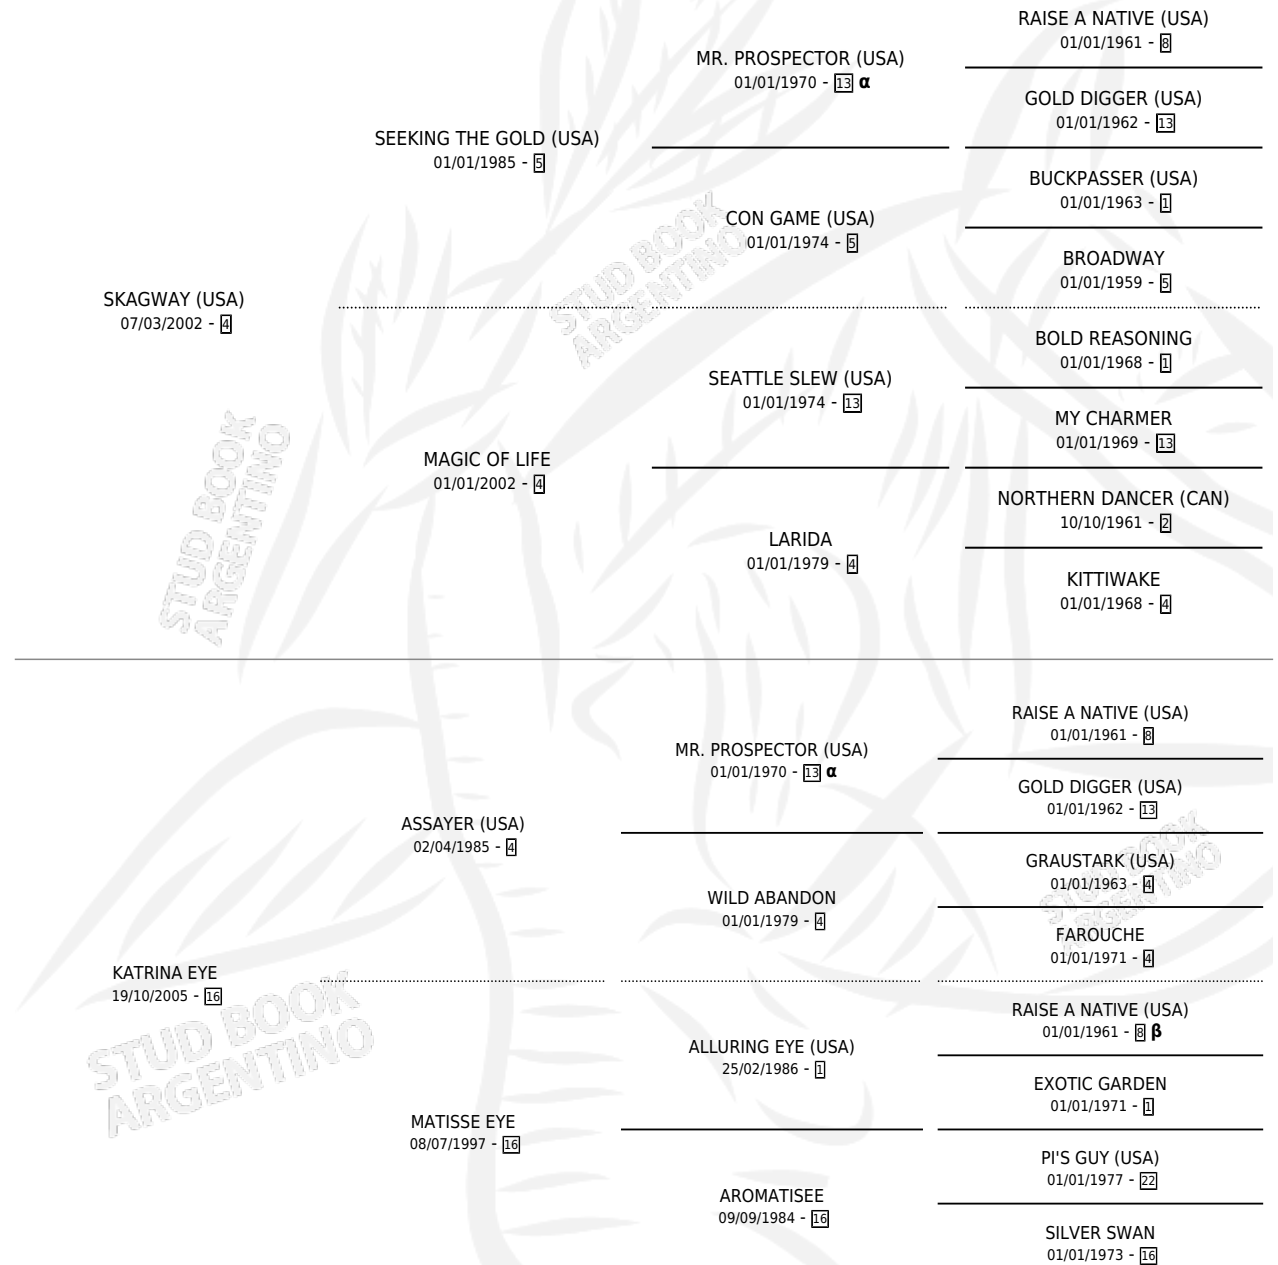 RAISE A NATIVE (USA)
01/01/1961 - 8
MR. PROSPECTOR (USA)
01/01/1970 - 13 α
GOLD DIGGER (USA)
01/01/1962 - 13
SEEKING THE GOLD (USA)
01/01/1985 - 5
BUCKPASSER (USA)
01/01/1963 - 1
CON GAME (USA)
01/01/1974 - 5
BROADWAY
01/01/1959 - 5
SKAGWAY (USA)
07/03/2002 - 4
STUD BOOK
ARGENTINO
BOLD REASONING
01/01/1968 - 1
SEATTLE SLEW (USA)
01/01/1974 - 13
MY CHARMER
01/01/1969 - 13
MAGIC OF LIFE
01/01/2002 - 4
NORTHERN DANCER (CAN)
10/10/1961 - 2
LARIDA
01/01/1979 - 4
KITTIWAKE
01/01/1968 - 4
STUD BOOK
ARGENTINO
RAISE A NATIVE (USA)
01/01/1961 - 8
MR. PROSPECTOR (USA)
01/01/1970 - 13 α
GOLD DIGGER (USA)
01/01/1962 - 13
ASSAYER (USA)
02/04/1985 - 4
GRAUSTARK (USA)
01/01/1963 - 4
STUD BOOK
ARGENTINO
WILD ABANDON
01/01/1979 - 4
FAROUCHE
01/01/1971 - 4
KATRINA EYE
19/10/2005 - 16
STUD BOOK
ARGENTINO
RAISE A NATIVE (USA)
01/01/1961 - 8 β
ALLURING EYE (USA)
25/02/1986 - 1
EXOTIC GARDEN
01/01/1971 - 1
MATISSE EYE
08/07/1997 - 16
PI'S GUY (USA)
01/01/1977 - 22
AROMATISEE
09/09/1984 - 16
SILVER SWAN
01/01/1973 - 16